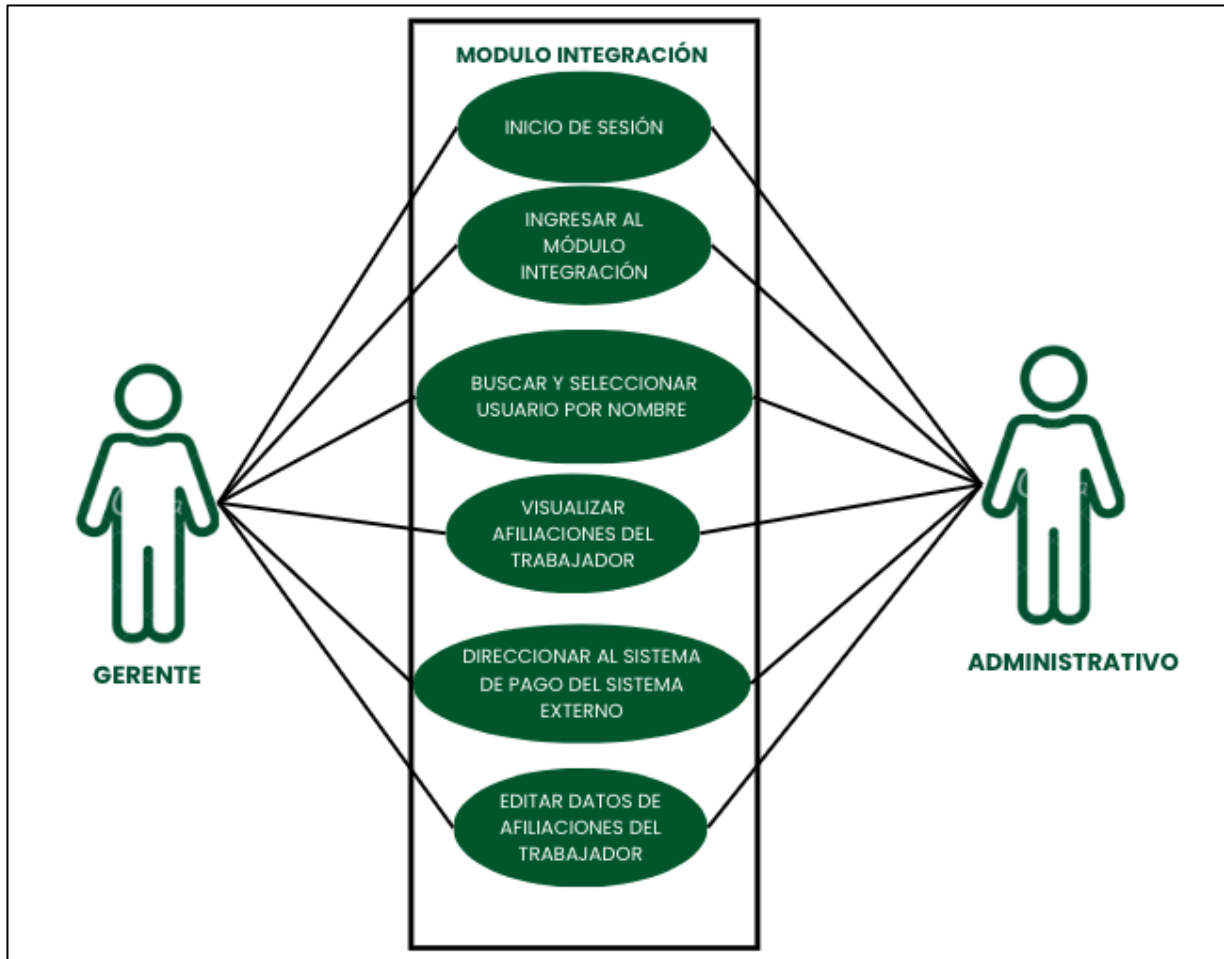 MODULO INTEGRACIÓN
INICIO DE SESIÓN
INGRESAR AL
MÓDULO
INTEGRACIÓN
BUSCAR Y SELECCIONAR
USUARIO POR NOMBRE
VISUALIZAR
AFILIACIONES DEL
TRABAJADOR
DIRECCIONAR AL SISTEMA
DE PAGO DEL SISTEMA
EXTERNO
EDITAR DATOS DE
AFILIACIONES DEL
TRABAJADOR
GERENTE
ADMINISTRATIVO